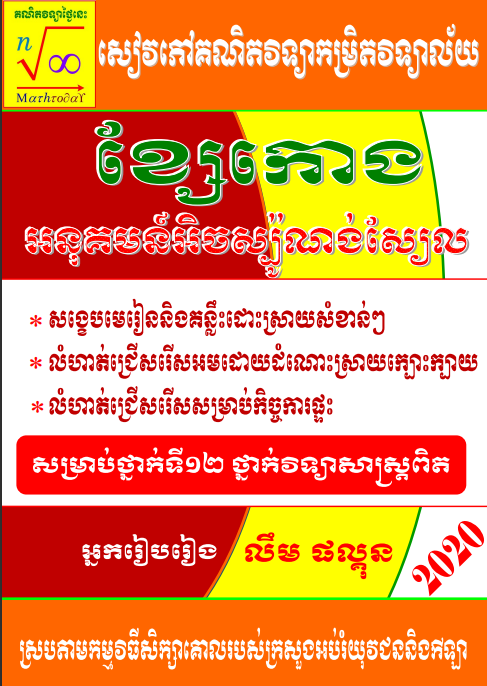 គណិតវិទ្យាថ្ងៃនេះ
n
∞
Mathtoday
សៀវភៅគណិតវិទ្យាកម្រិតវិទ្យាល័យ
ខ្សែកោង
អនុគមន៍អិចស្ប៉ូណង់ស្យែល
* សង្ខេបមេរៀននិងគន្លឹះដោះស្រាយសំខាន់ៗ
* លំហាត់ជ្រើសរើសអមដោយដំណោះស្រាយក្បោះក្បាយ
* លំហាត់ជ្រើសរើសសម្រាប់កិច្ចការផ្ទះ
សម្រាប់ថ្នាក់ទី១២ ថ្នាក់វិទ្យាសាស្ត្រពិត
អ្នករៀបរៀង លឹម ផល្គុន
2020
ស្របតាមកម្មវិធីសិក្សាគោលរបស់ក្រសួងអប់រំយុវជននិងកីឡា